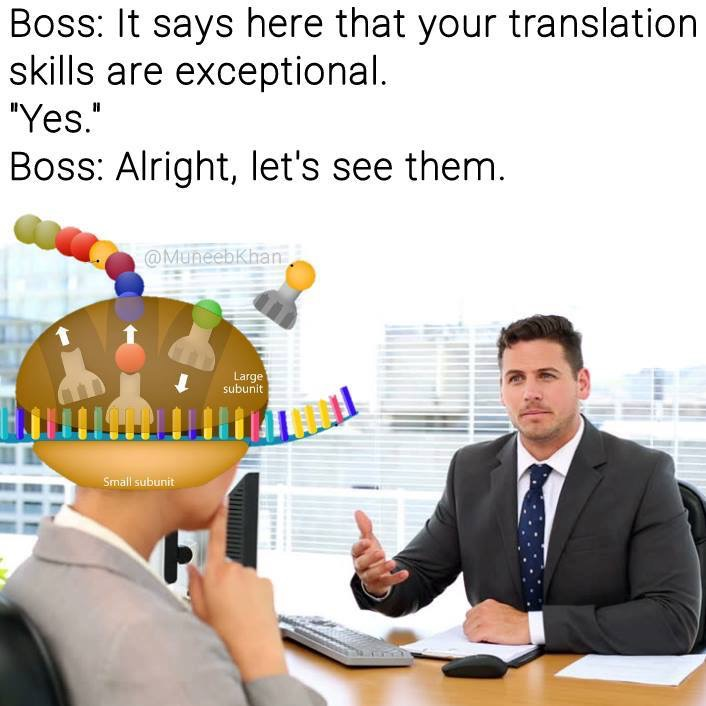 Boss: It says here that your translation
skills are exceptional.
"Yes."
Boss: Alright, let's see them.
@MuneebKhan
Large
subunit
Small subunit